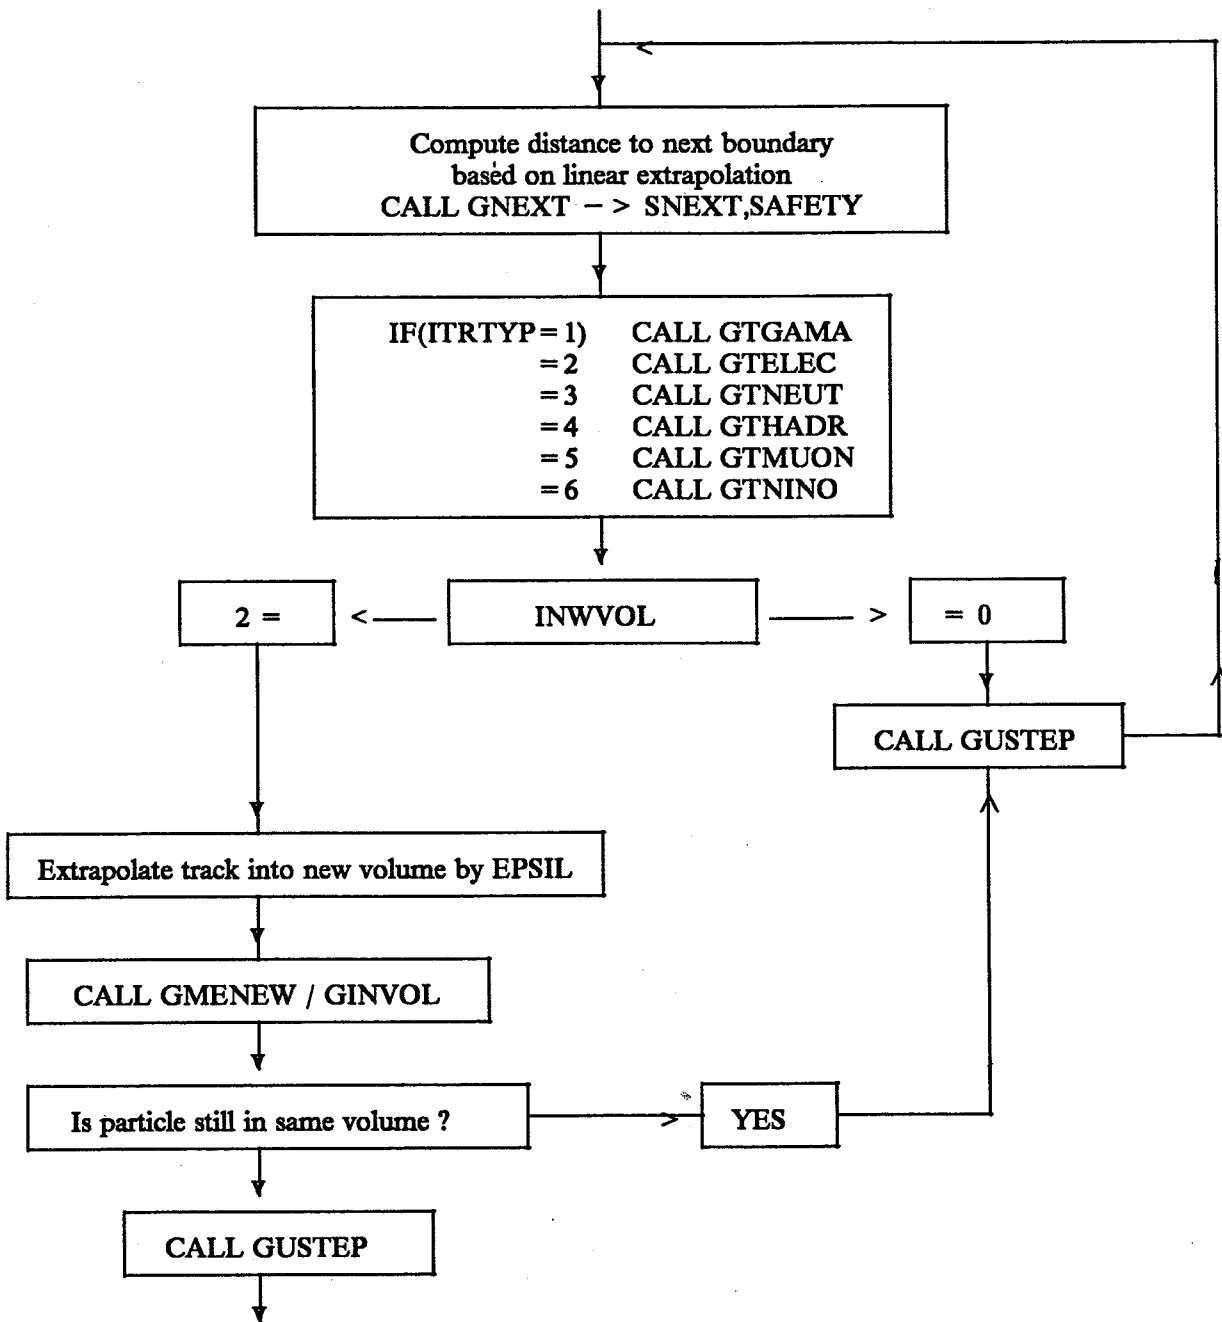 Compute distance to next boundary
based on linear extrapolation
CALL GNEXT - > SNEXT,SAFETY
IF(ITRTYP=1) CALL GTGAMA
=2 CALL GTELEC
=3 CALL GTNEUT
=4 CALL GTHADR
=5 CALL GTMUON
=6 CALL GTNINO
2 = < INWVOL > = 0
CALL GUSTEP
Extrapolate track into new volume by EPSIL
CALL GMENEW / GINVOL
Is particle still in same volume ? > YES
CALL GUSTEP